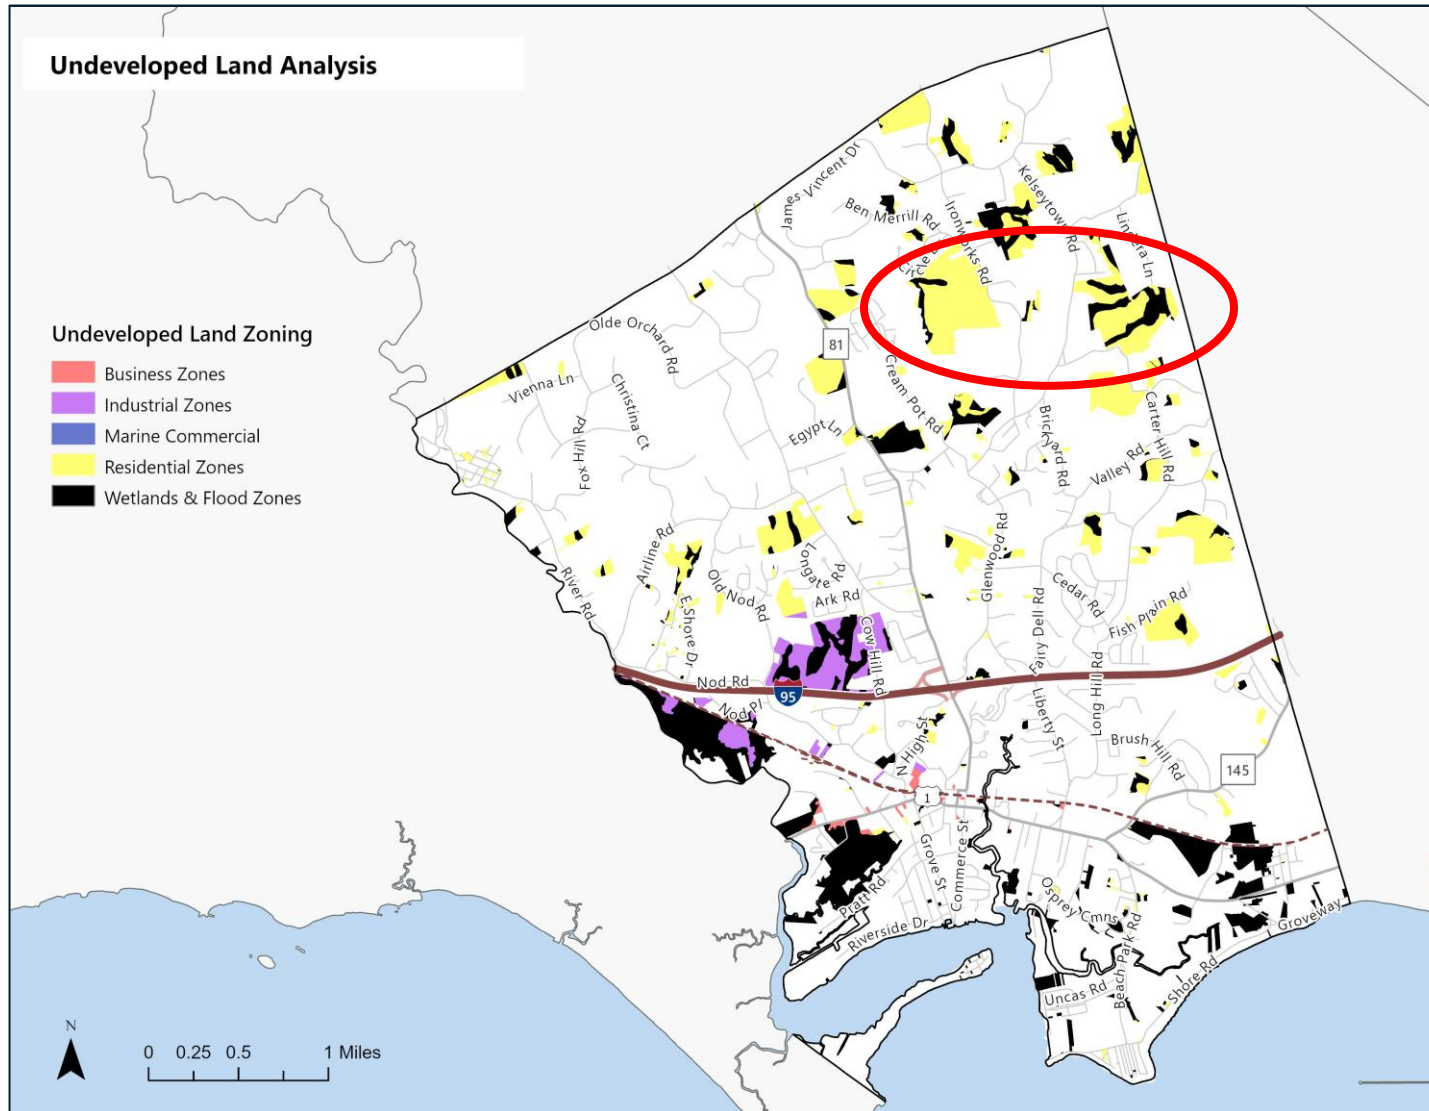 Undeveloped Land Analysis
Undeveloped Land Zoning
Business Zones
Industrial Zones
Marine Commercial
Residential Zones
Wetlands & Flood Zones
James Vincent Dr
Ben Merrill Rd
Ironworks Rd
Kelseytown Rd
Lindera Ln
Olde Orchard Rd
81
Vienna Ln
Christina Ct
Fox Hill Rd
Cream Pot Rd
Egypt Ln
Brickyard Rd
Carter Hill Rd
Valley Rd
Airline Rd
River Rd
Longate Rd
Old Nod Rd
Ark Rd
E Shore Dr
Glenwood Rd
Cedar Rd
Fairy Dell Rd
Fish Plain Rd
Cow Hill Rd
Nod Rd
95
Nod Pl
Long Hill Rd
Liberty St
N High St
Brush Hill Rd
145
1
Grove St
Commerce St
Pratt Rd
Riverside Dr
Osprey Cmns
Beach Park Rd
Groveway
Shore Rd
Uncas Rd
N
0 0.25 0.5 1 Miles